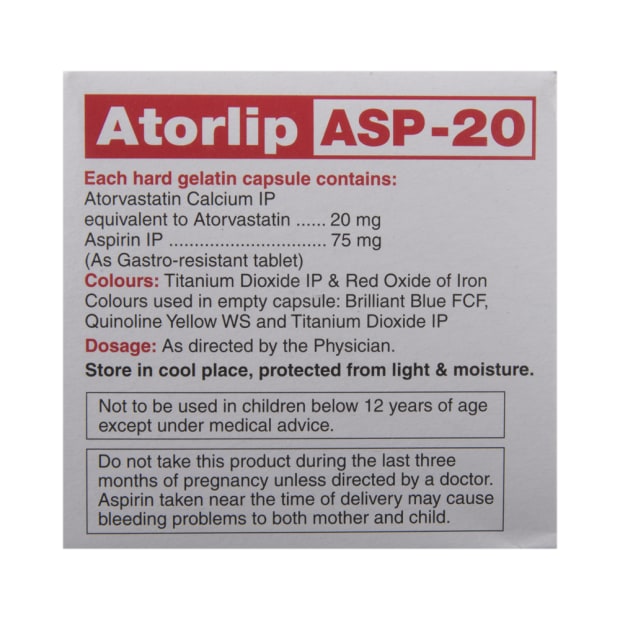 Atorlip ASP-20
Each hard gelatin capsule contains:
Atorvastatin Calcium IP
equivalent to Atorvastatin ...... 20 mg
Aspirin IP ............................... 75 mg
(As Gastro-resistant tablet)
Colours: Titanium Dioxide IP & Red Oxide of Iron
Colours used in empty capsule: Brilliant Blue FCF,
Quinoline Yellow WS and Titanium Dioxide IP
Dosage: As directed by the Physician.
Store in cool place, protected from light & moisture.
Not to be used in children below 12 years of age
except under medical advice.
Do not take this product during the last three
months of pregnancy unless directed by a doctor.
Aspirin taken near the time of delivery may cause
bleeding problems to both mother and child.